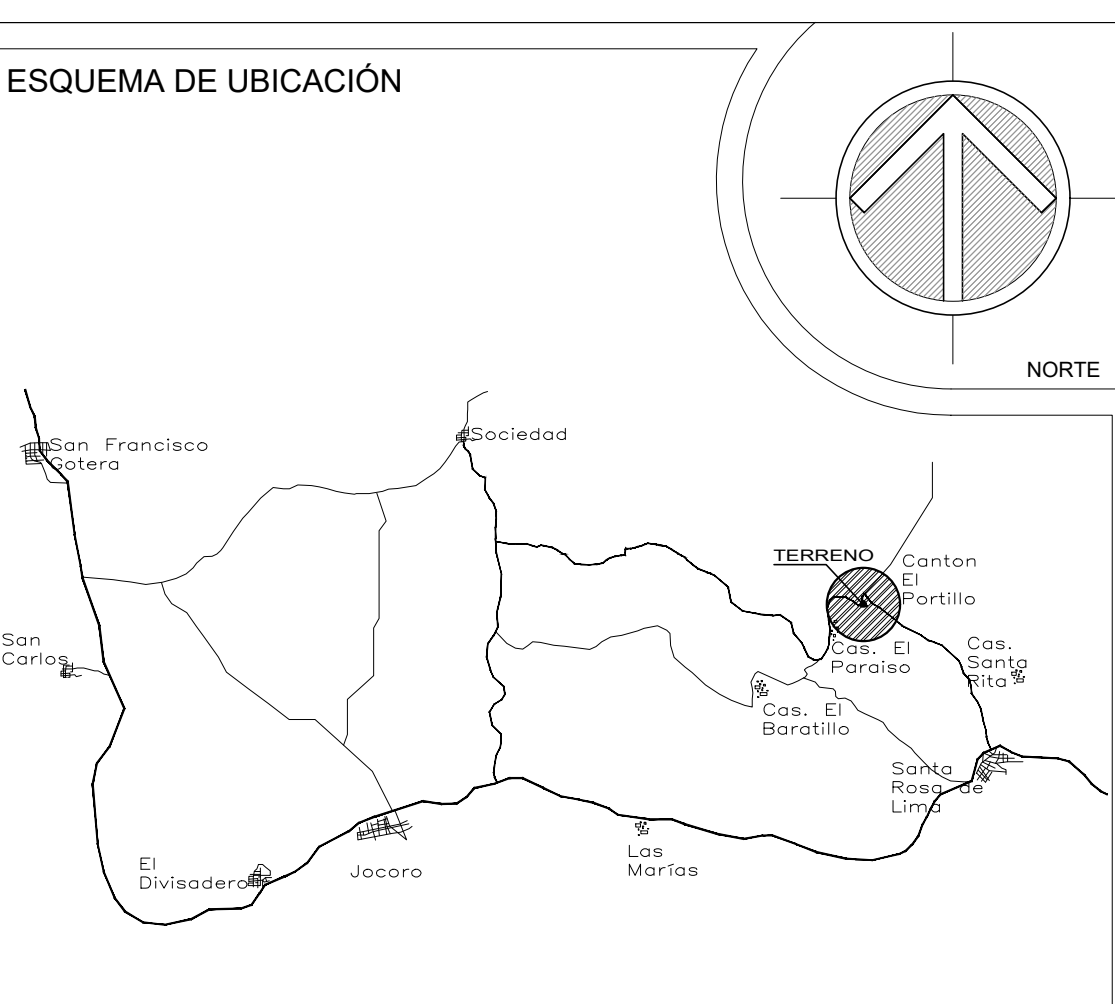 ESQUEMA DE UBICACIÓN
NORTE
San Francisco
Gotera
Sociedad
TERRENO
Canton
El
Portillo
San
Carlos
Cas. El
Paraiso
Cas.
Santa
Rita
Cas. El
Baratillo
Santa
Rosa de
Lima
El
Divisadero
Jocoro
Las
Marías